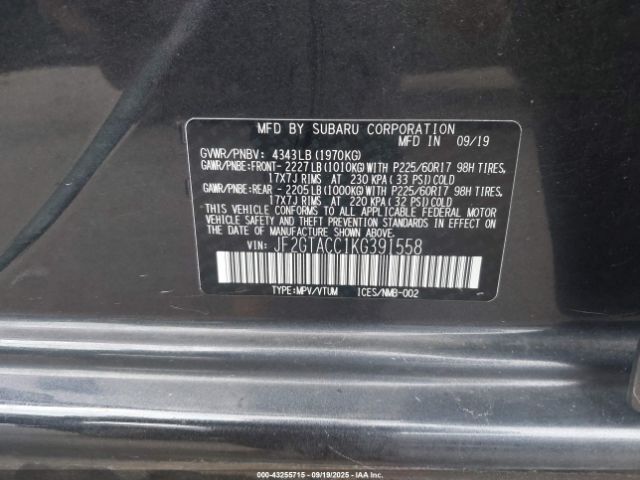 MFD BY SUBARU CORPORATION
MFD IN 09/19
GVWR/PNBV: 4343LB(1970KG)
GAWR/PNBE:FRONT-2227LB(1010KG)WITH P225/60R17 98H TIRES,
17X7J RIMS AT 230 KPA(33 PSI)COLD
GAWR/PNBE:REAR -2205LB(1000KG)WITH P225/60R17 98H TIRES,
17X7J RIMS AT 220 KPA(32 PSI)COLD
THIS VEHICLE CONFORMS TO ALL APPLICABLE FEDERAL MOTOR
VEHICLE SAFETY AND THEFT PREVENTION STANDARDS IN EFFECT ON THE
DATE OF MANUFACTURE SHOWN ABOVE.
VIN: JF2GTACC1KG391558
TYPE:MPV/VTUM ICES/NMB-002
000-43255715 - 09/19/2025 - IAAI.COM